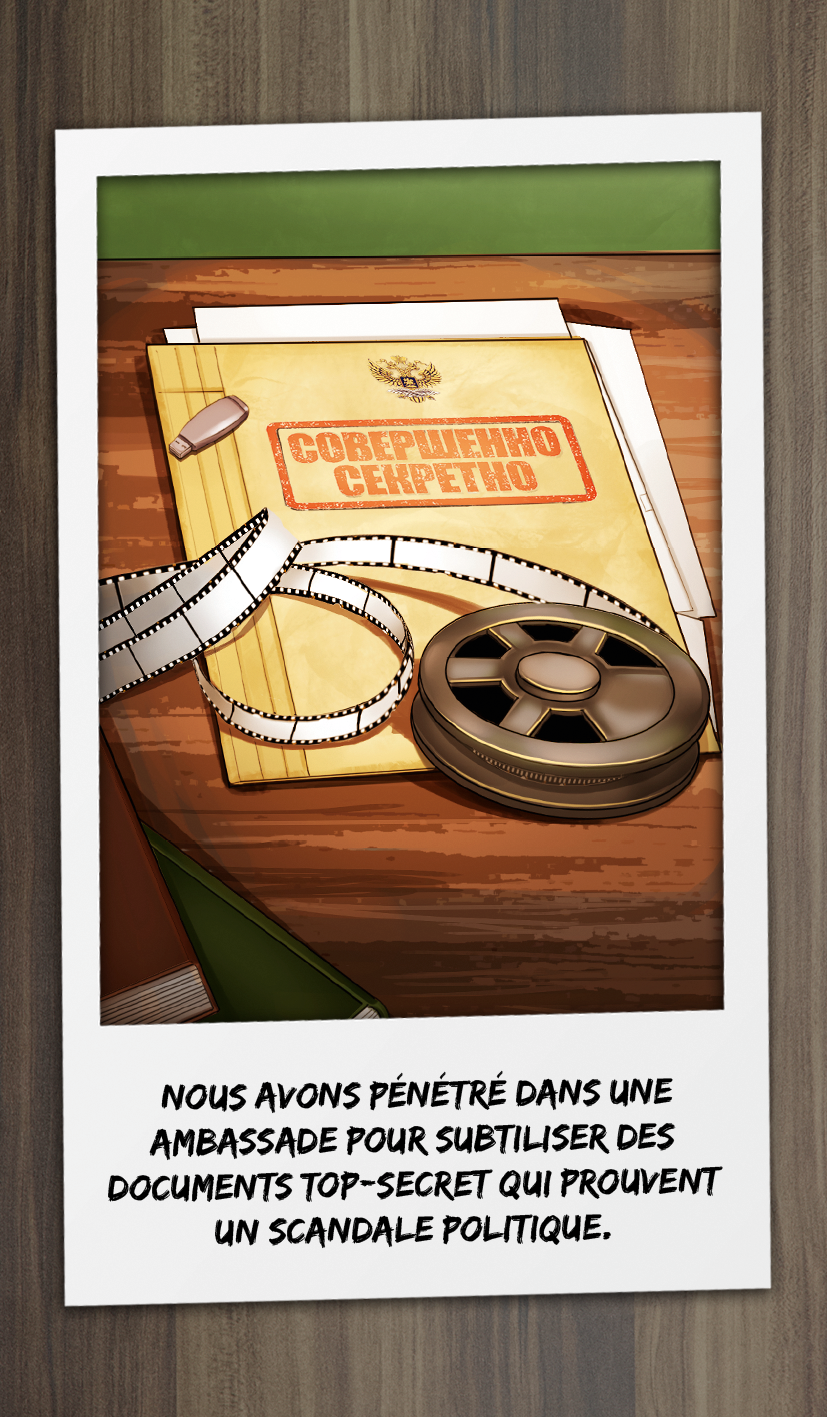 СОВЕРШЕННО
СЕКРЕТНО
NOUS AVONS PÉNÉTRÉ DANS UNE
AMBASSADE POUR SUBTILISER DES
DOCUMENTS TOP-SECRET QUI PROUVENT
UN SCANDALE POLITIQUE.